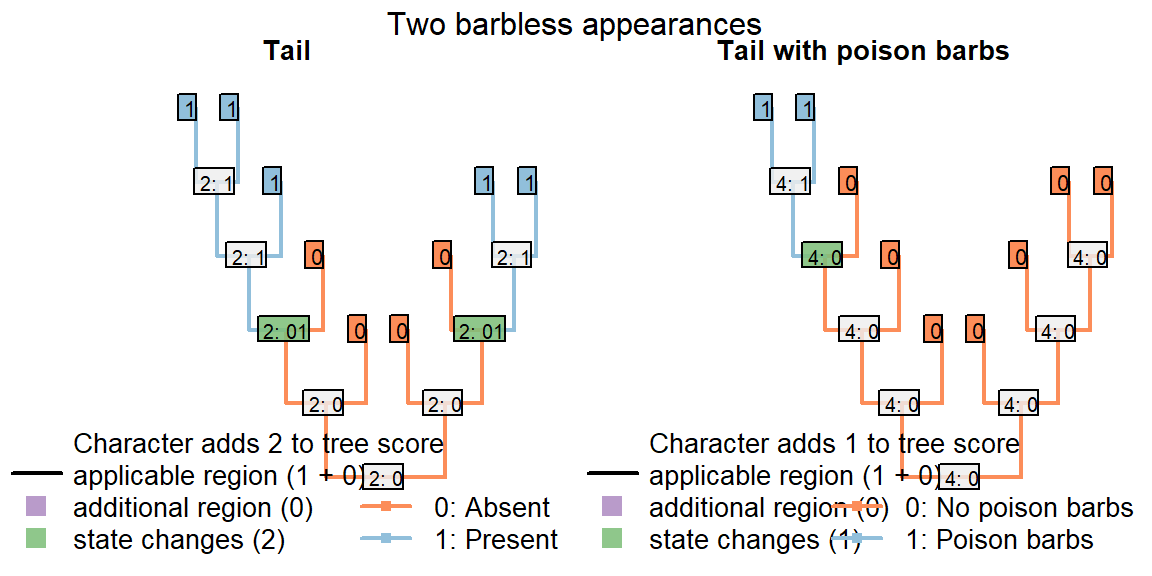 Two barbless appearances
Tail
Tail with poison barbs
1 1 1 1
2: 1 1 1 1 4: 1 0 0 0
2: 1 0 0 2: 1 4: 0 0 0 4: 0
2: 01 0 0 2: 01 4: 0 0 0 4: 0
2: 0 2: 0 4: 0 4: 0
Character adds 2 to tree score
applicable region (1 + 0)
2: 0
additional region (0)
state changes (2)
0: Absent
1: Present
Character adds 1 to tree score
applicable region (1 + 0)
4: 0
additional region (0)
state changes (1)
0: No poison barbs
1: Poison barbs